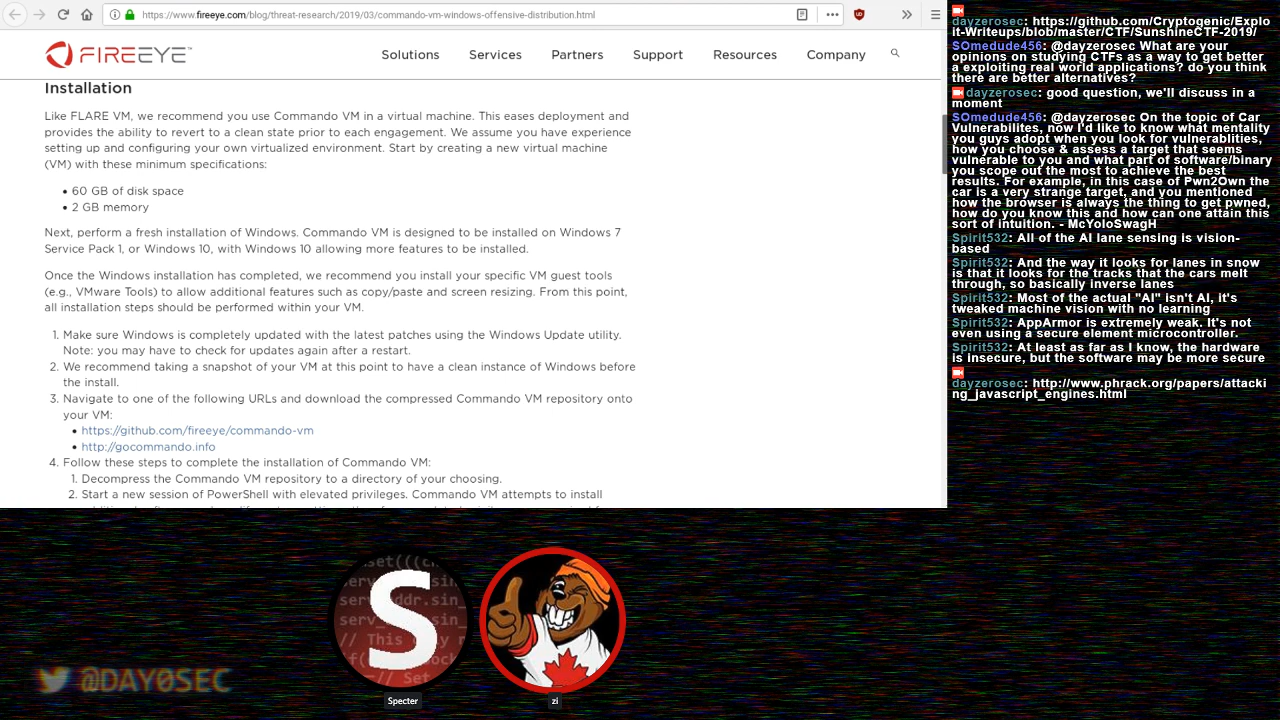 https://www.fireeye.com/blog/threat-research/2019/03/commando-vm-windows-offensive-distribution.html
FIREEYE™
Solutions
Services
Partners
Support
Resources
Company
Installation
Like FLARE VM, we recommend you use Commando VM in a virtual machine. This eases deployment and
provides the ability to revert to a clean state prior to each engagement. We assume you have experience
setting up and configuring your own virtualized environment. Start by creating a new virtual machine
(VM) with these minimum specifications:
• 60 GB of disk space
• 2 GB memory
Next, perform a fresh installation of Windows. Commando VM is designed to be installed on Windows 7
Service Pack 1, or Windows 10, with Windows 10 allowing more features to be installed.
Once the Windows installation has completed, we recommend you install your specific VM guest tools
(e.g., VMware Tools) to allow additional features such as copy/paste and screen resizing. From this point,
all installation steps should be performed within your VM.
1. Make sure Windows is completely updated with the latest patches using the Windows Update utility.
Note: you may have to check for updates again after a restart.
2. We recommend taking a snapshot of your VM at this point to have a clean instance of Windows before
the install.
3. Navigate to one of the following URLs and download the compressed Commando VM repository onto
your VM:
• https://github.com/fireeye/commando-vm
• http://gocommando.info
4. Follow these steps to complete the installation of Commando VM:
1. Decompress the Commando VM repository to a directory of your choosing.
2. Start a new session of PowerShell with elevated privileges. Commando VM attempts to install
dayzerosec: https://github.com/Cryptogenic/Explo
it-Writeups/blob/master/CTF/SunshineCTF-2019/
SOmedude456: @dayzerosec What are your
opinions on studying CTFs as a way to get better
a exploiting real world applications? do you think
there are better alternatives?
dayzerosec: good question, we'll discuss in a
moment
SOmedude456: @dayzerosec On the topic of Car
Vulnerabilites, now I'd like to know what mentality
you guys adopt when you look for vulnerablities,
how you choose & assess a target that seems
vulnerable to you and what part of software/binary
you scope out the most to achieve the best
results. For example, in this case of Pwn2Own the
car is a very strange target, and you mentioned
how the browser is always the thing to get pwned,
how do you know this and how can one attain this
sort of intuition. - McYoloSwagH
Spirit532: All of the AI lane sensing is vision-
based
Spirit532: And the way it looks for lanes in snow
is that it looks for the tracks that the cars melt
through, so basically inverse lanes
Spirit532: Most of the actual "AI" isn't AI, it's
tweaked machine vision with no learning
Spirit532: AppArmor is extremely weak. It's not
even using a secure element microcontroller.
Spirit532: At least as far as I know, the hardware
is insecure, but the software may be more secure
dayzerosec: http://www.phrack.org/papers/attacki
ng_javascript_engines.html
S
Specter
zi
@DAY0SEC